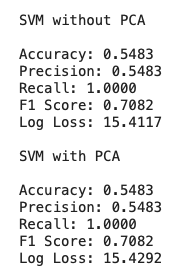 SVM without PCA
Accuracy: 0.5483
Precision: 0.5483
Recall: 1.0000
F1 Score: 0.7082
Log Loss: 15.4117
SVM with PCA
Accuracy: 0.5483
Precision: 0.5483
Recall: 1.0000
F1 Score: 0.7082
Log Loss: 15.4292